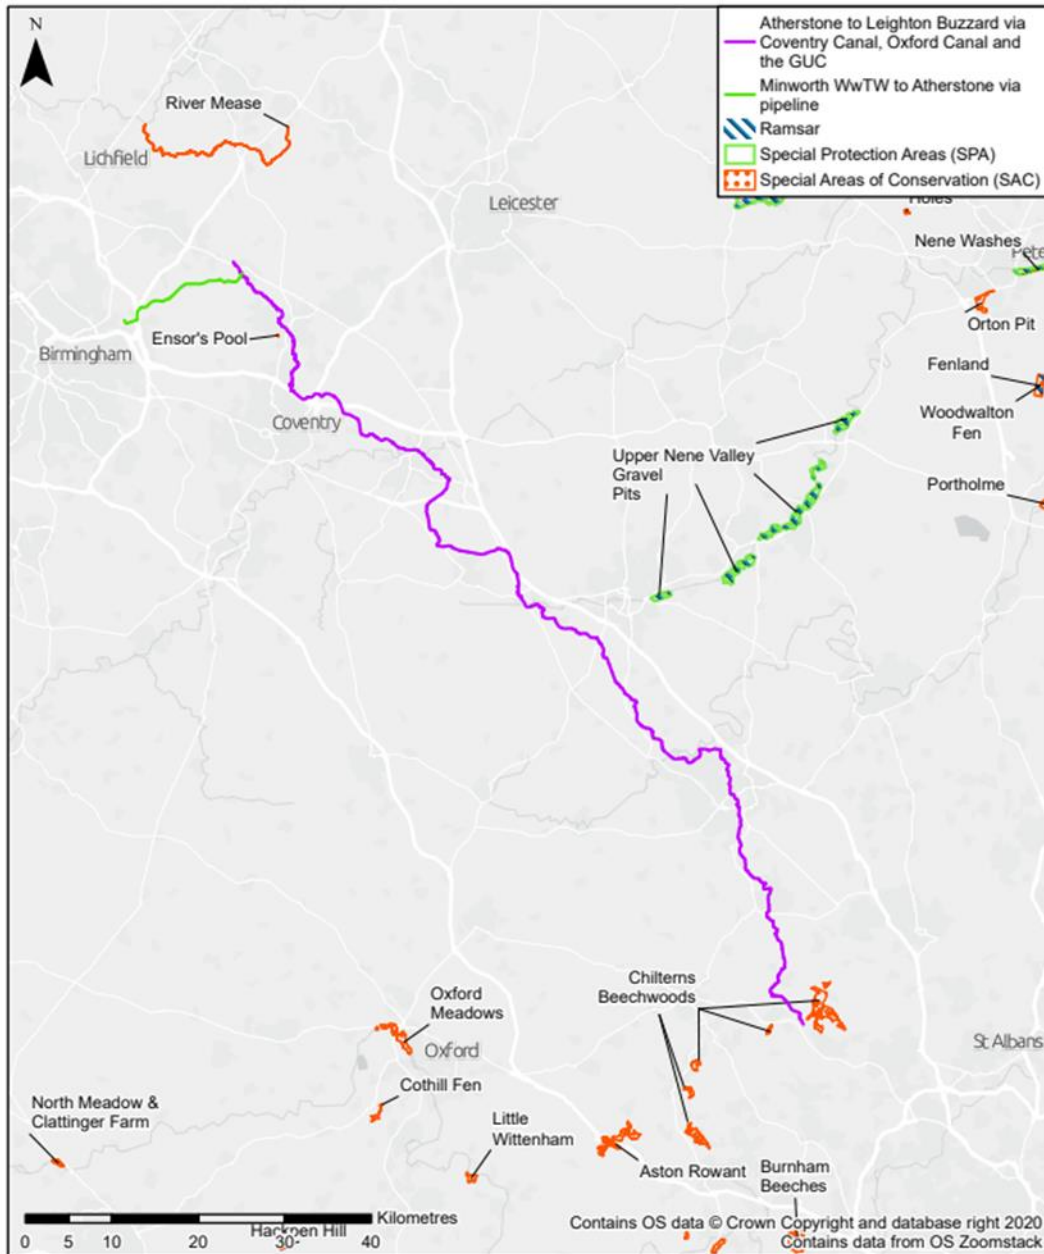 N
Atherstone to Leighton Buzzard via
Coventry Canal, Oxford Canal and
the GUC
Minworth WwTW to Atherstone via
pipeline
Ramsar
Special Protection Areas (SPA)
Special Areas of Conservation (SAC)
River Mease
Lichfield
Leicester
Holes
Nene Washes
Pete
Orton Pit
Ensor's Pool
Birmingham
Fenland
Coventry
Woodwalton
Fen
Upper Nene Valley
Gravel
Pits
Portholme
Chilterns
Beechwoods
Oxford
Meadows
Oxford
St Albans
Cothill Fen
North Meadow &
Clattinger Farm
Little
Wittenham
Aston Rowant
Burnham
Beeches
Kilometres
0 5 10 20 30 40
Hackpen Hill
Contains OS data © Crown Copyright and database right 2020
Contains data from OS Zoomstack